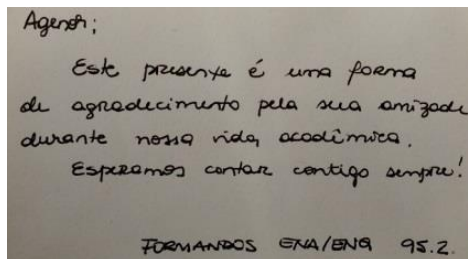 Agenor;
Este presente é uma forma
de agradecimento pela sua amizade
durante nossa vida acadêmica.
Esperamos contar contigo sempre!
FORMANDOS ENA/ENQ 95.2.